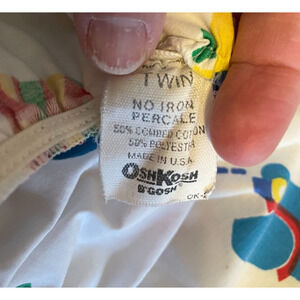 TWIN
NO IRON
PERCALE
50% COMBED COTTON
50% POLYESTER
MADE IN U.S.A.
OSHKOSH
B'GOSH®